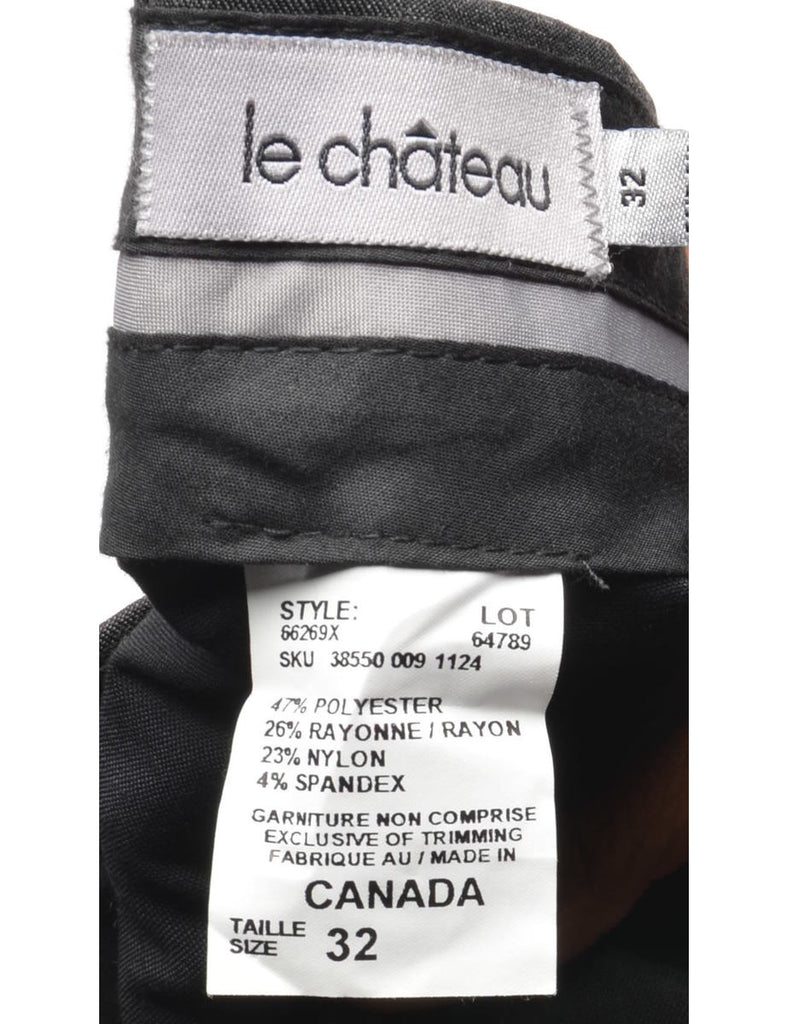 le château
32
STYLE: LOT
66269X 64789
SKU 38550 009 1124
47% POLYESTER
26% RAYONNE / RAYON
23% NYLON
4% SPANDEX
GARNITURE NON COMPRISE
EXCLUSIVE OF TRIMMING
FABRIQUE AU / MADE IN
CANADA
TAILLE
SIZE 32